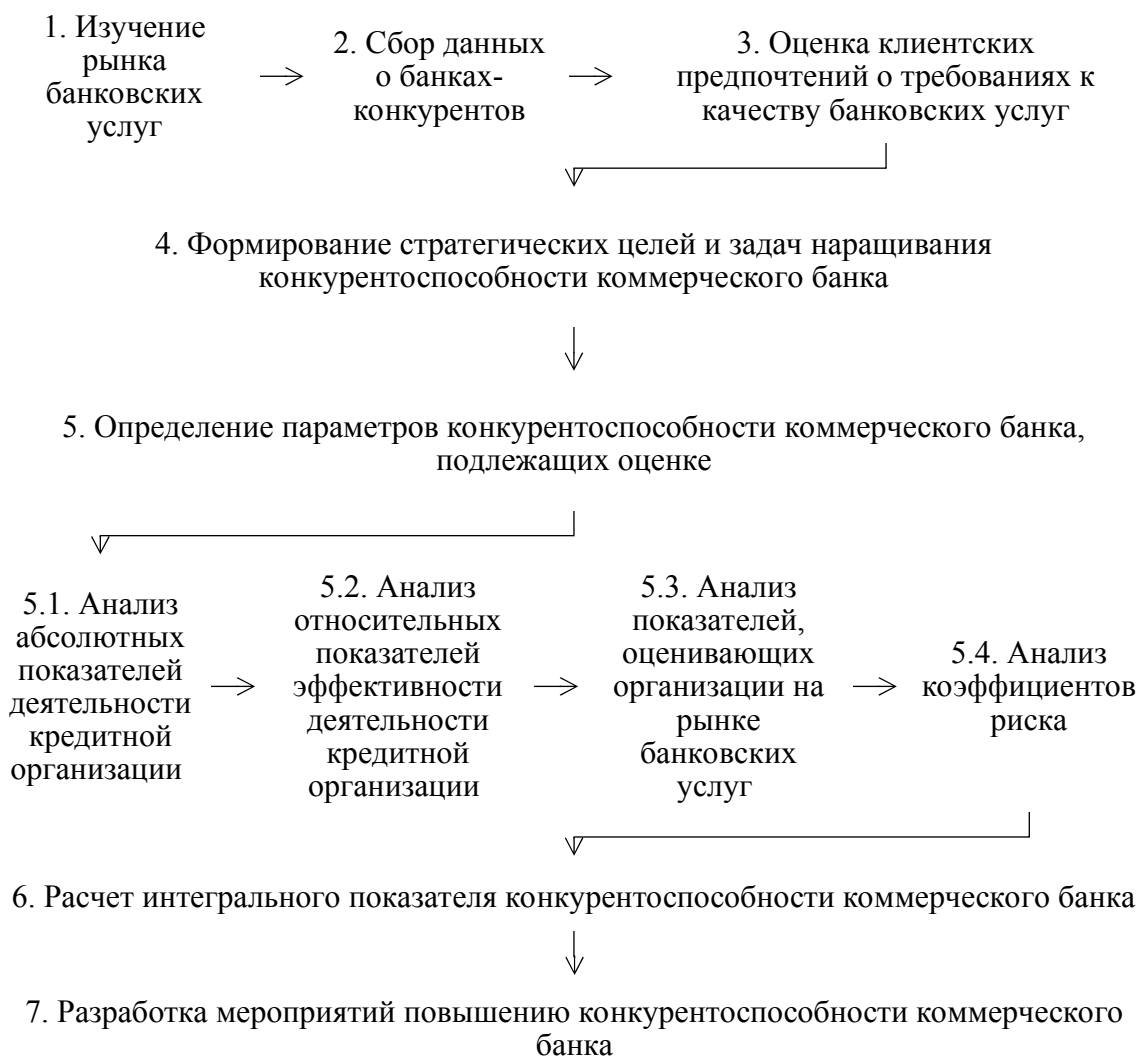 1. Изучение
рынка
банковских
услуг
2. Сбор данных
о банках-
конкурентов
3. Оценка клиентских
предпочтений о требованиях к
качеству банковских услуг
4. Формирование стратегических целей и задач наращивания
конкурентоспособности коммерческого банка
5. Определение параметров конкурентоспособности коммерческого банка,
подлежащих оценке
5.1. Анализ
абсолютных
показателей
деятельности
кредитной
организации
5.2. Анализ
относительных
показателей
эффективности
деятельности
кредитной
организации
5.3. Анализ
показателей,
оценивающих
организации на
рынке
банковских
услуг
5.4. Анализ
коэффициентов
риска
6. Расчет интегрального показателя конкурентоспособности коммерческого банка
7. Разработка мероприятий повышению конкурентоспособности коммерческого
банка